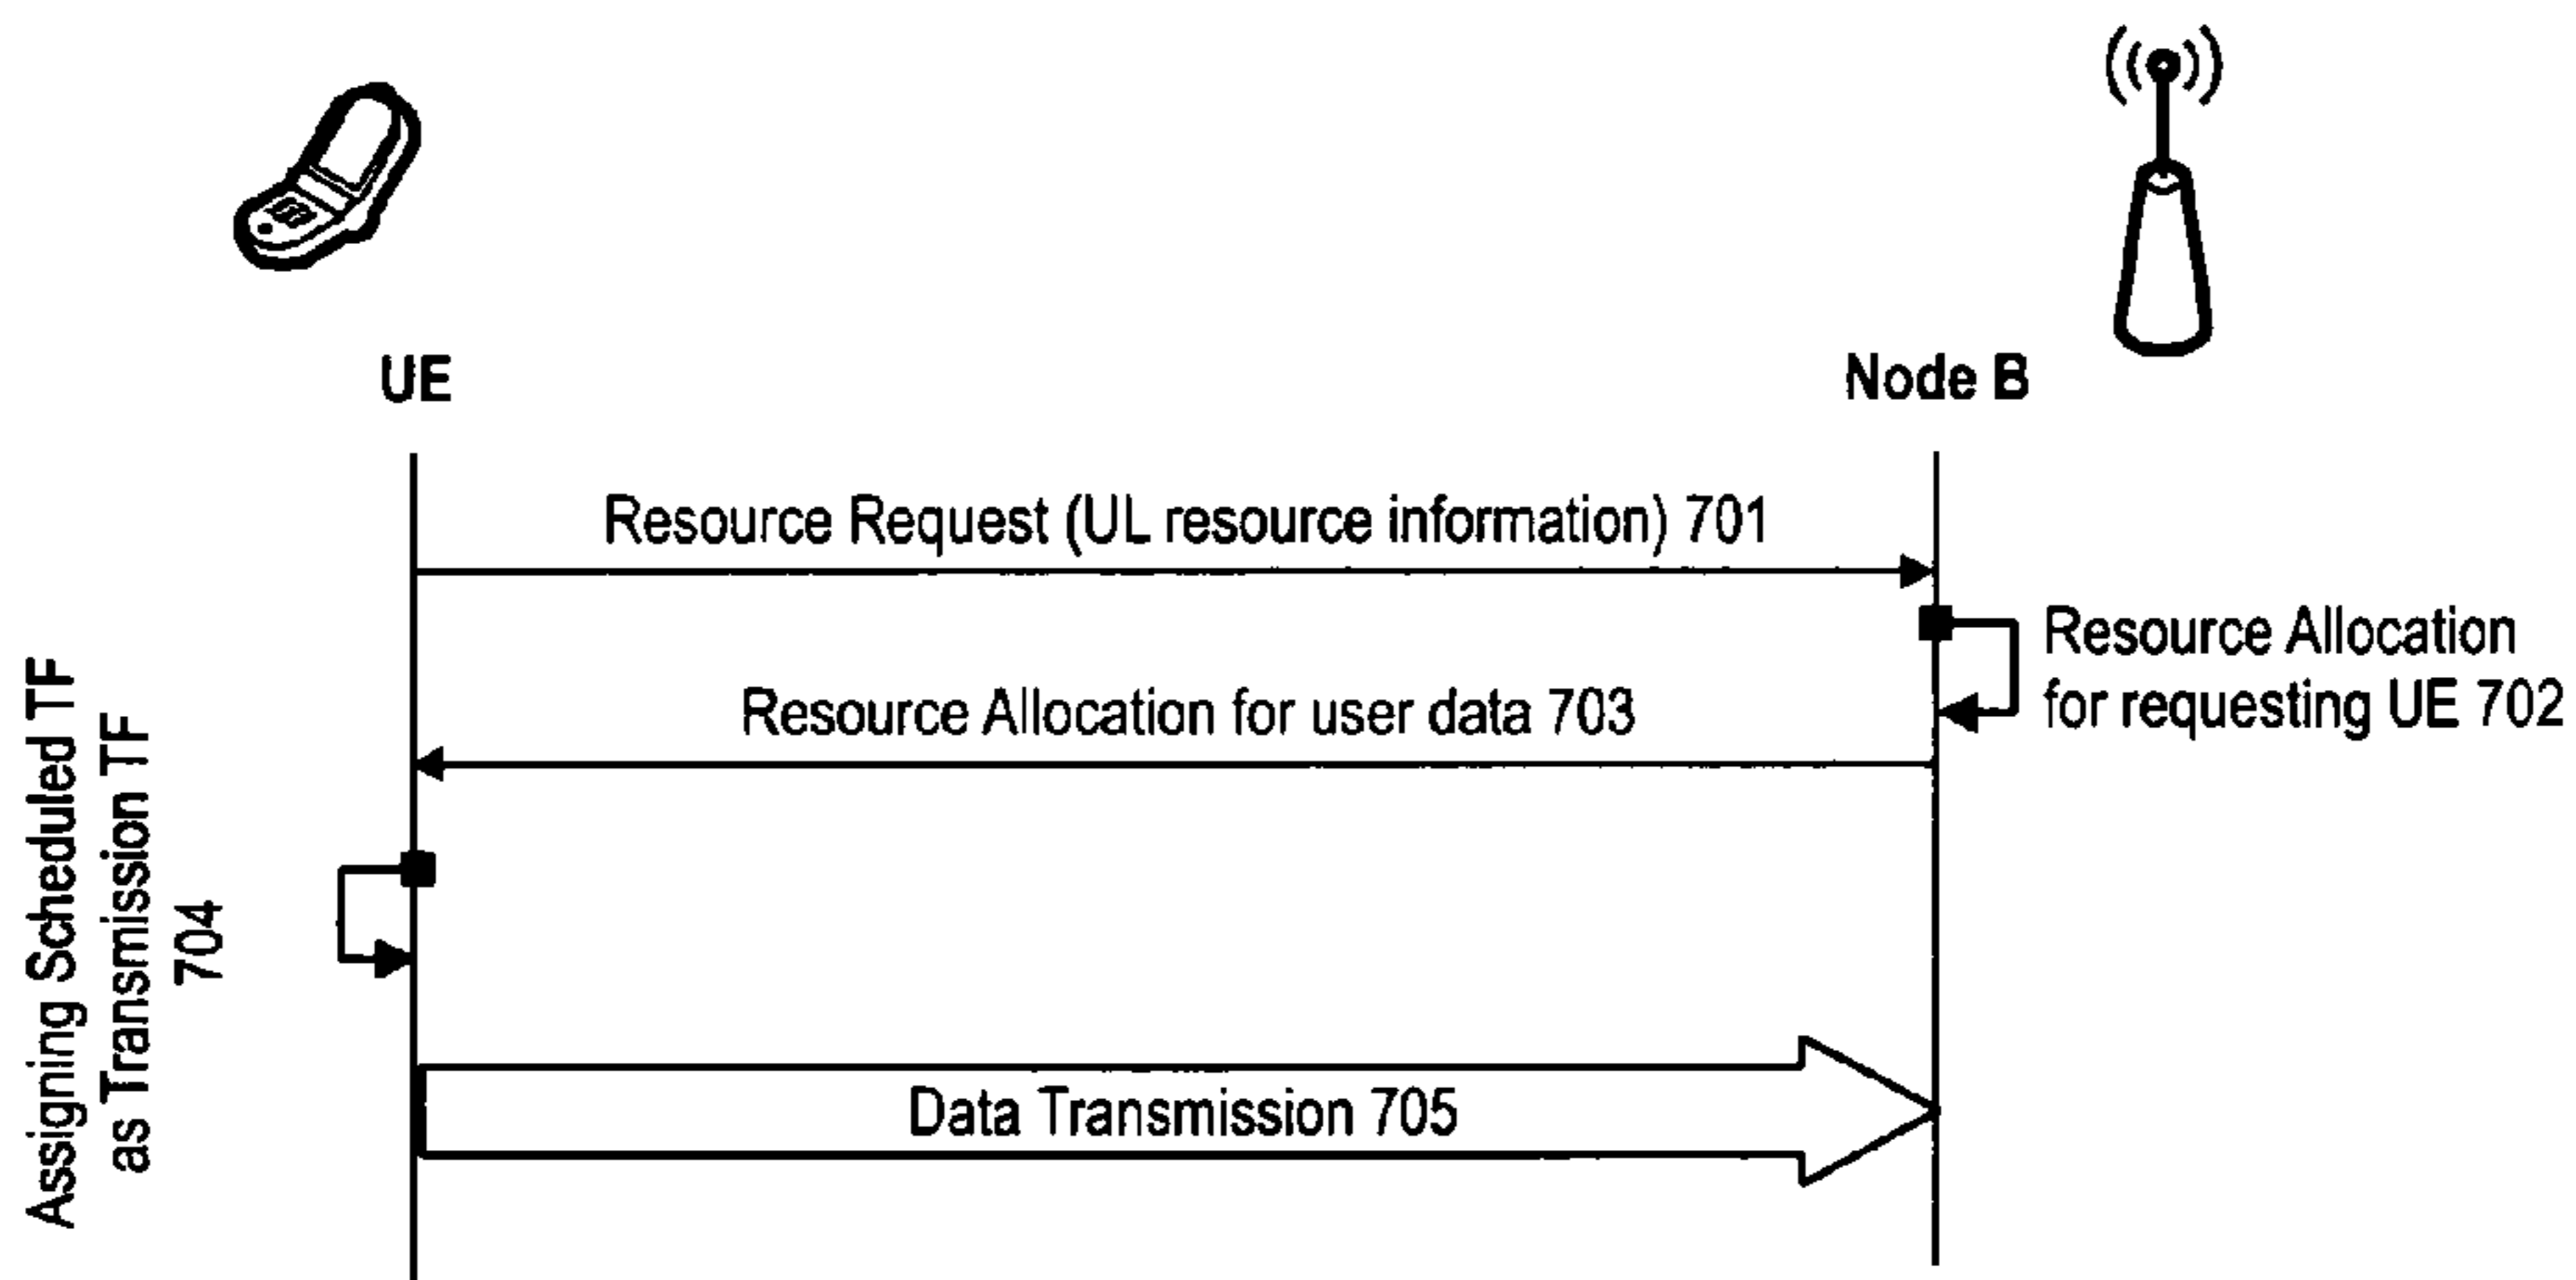 UE
Node B
Resource Request (UL resource information) 701
Resource Allocation
for requesting UE 702
Resource Allocation for user data 703
Assigning Scheduled TF
as Transmission TF
704
Data Transmission 705